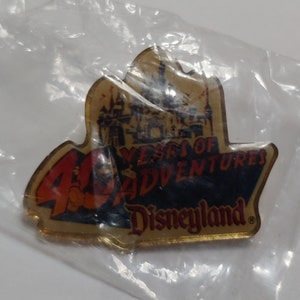 40 YEARS OF
ADVENTURES
Disneyland®